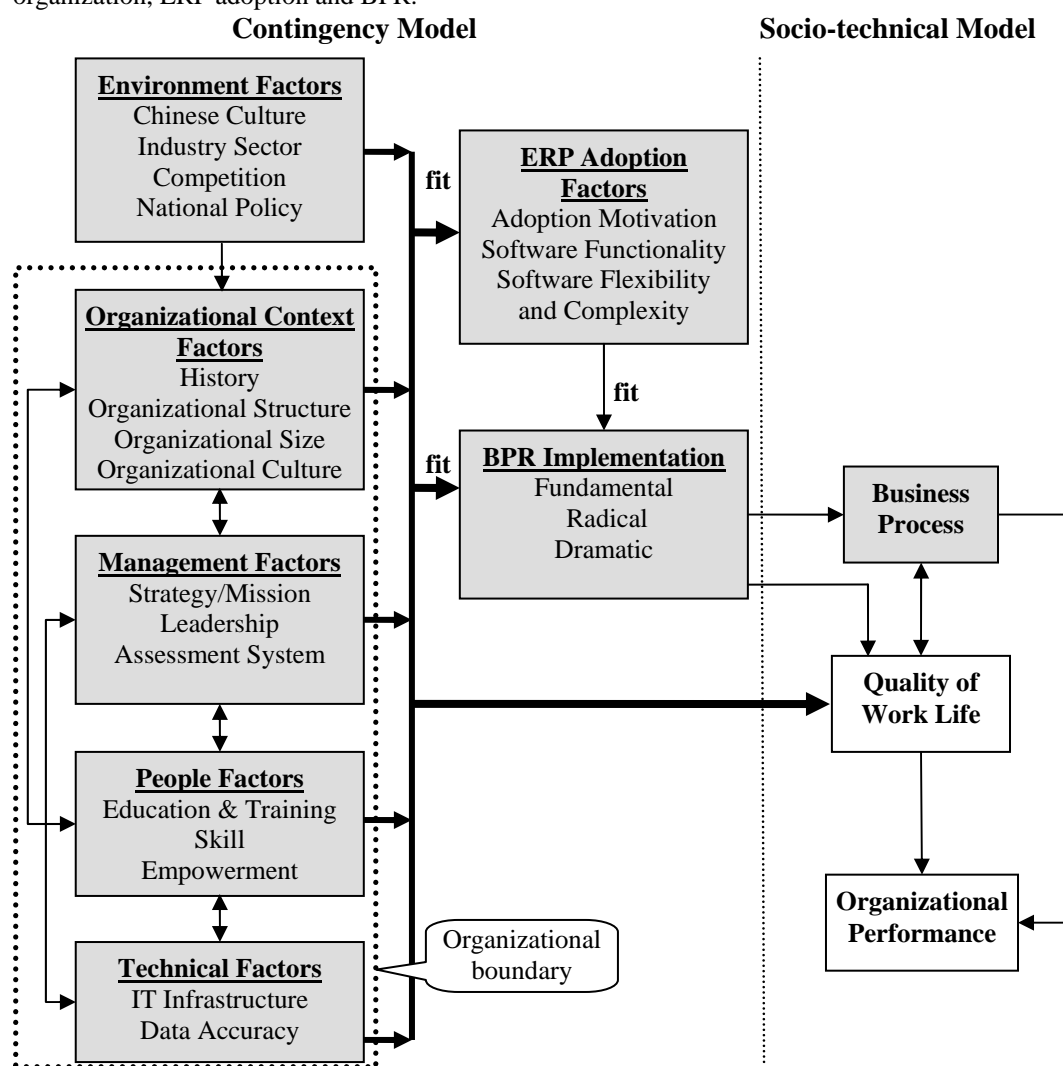 organization, ERP adoption and BPR.
Contingency Model
Socio-technical Model
Environment Factors
Chinese Culture
Industry Sector
Competition
National Policy
fit
ERP Adoption
Factors
Adoption Motivation
Software Functionality
Software Flexibility
and Complexity
Organizational Context
Factors
History
Organizational Structure
Organizational Size
Organizational Culture
fit
fit
BPR Implementation
Fundamental
Radical
Dramatic
Business
Process
Management Factors
Strategy/Mission
Leadership
Assessment System
Quality of
Work Life
People Factors
Education & Training
Skill
Empowerment
Organizational
Performance
Organizational
boundary
Technical Factors
IT Infrastructure
Data Accuracy